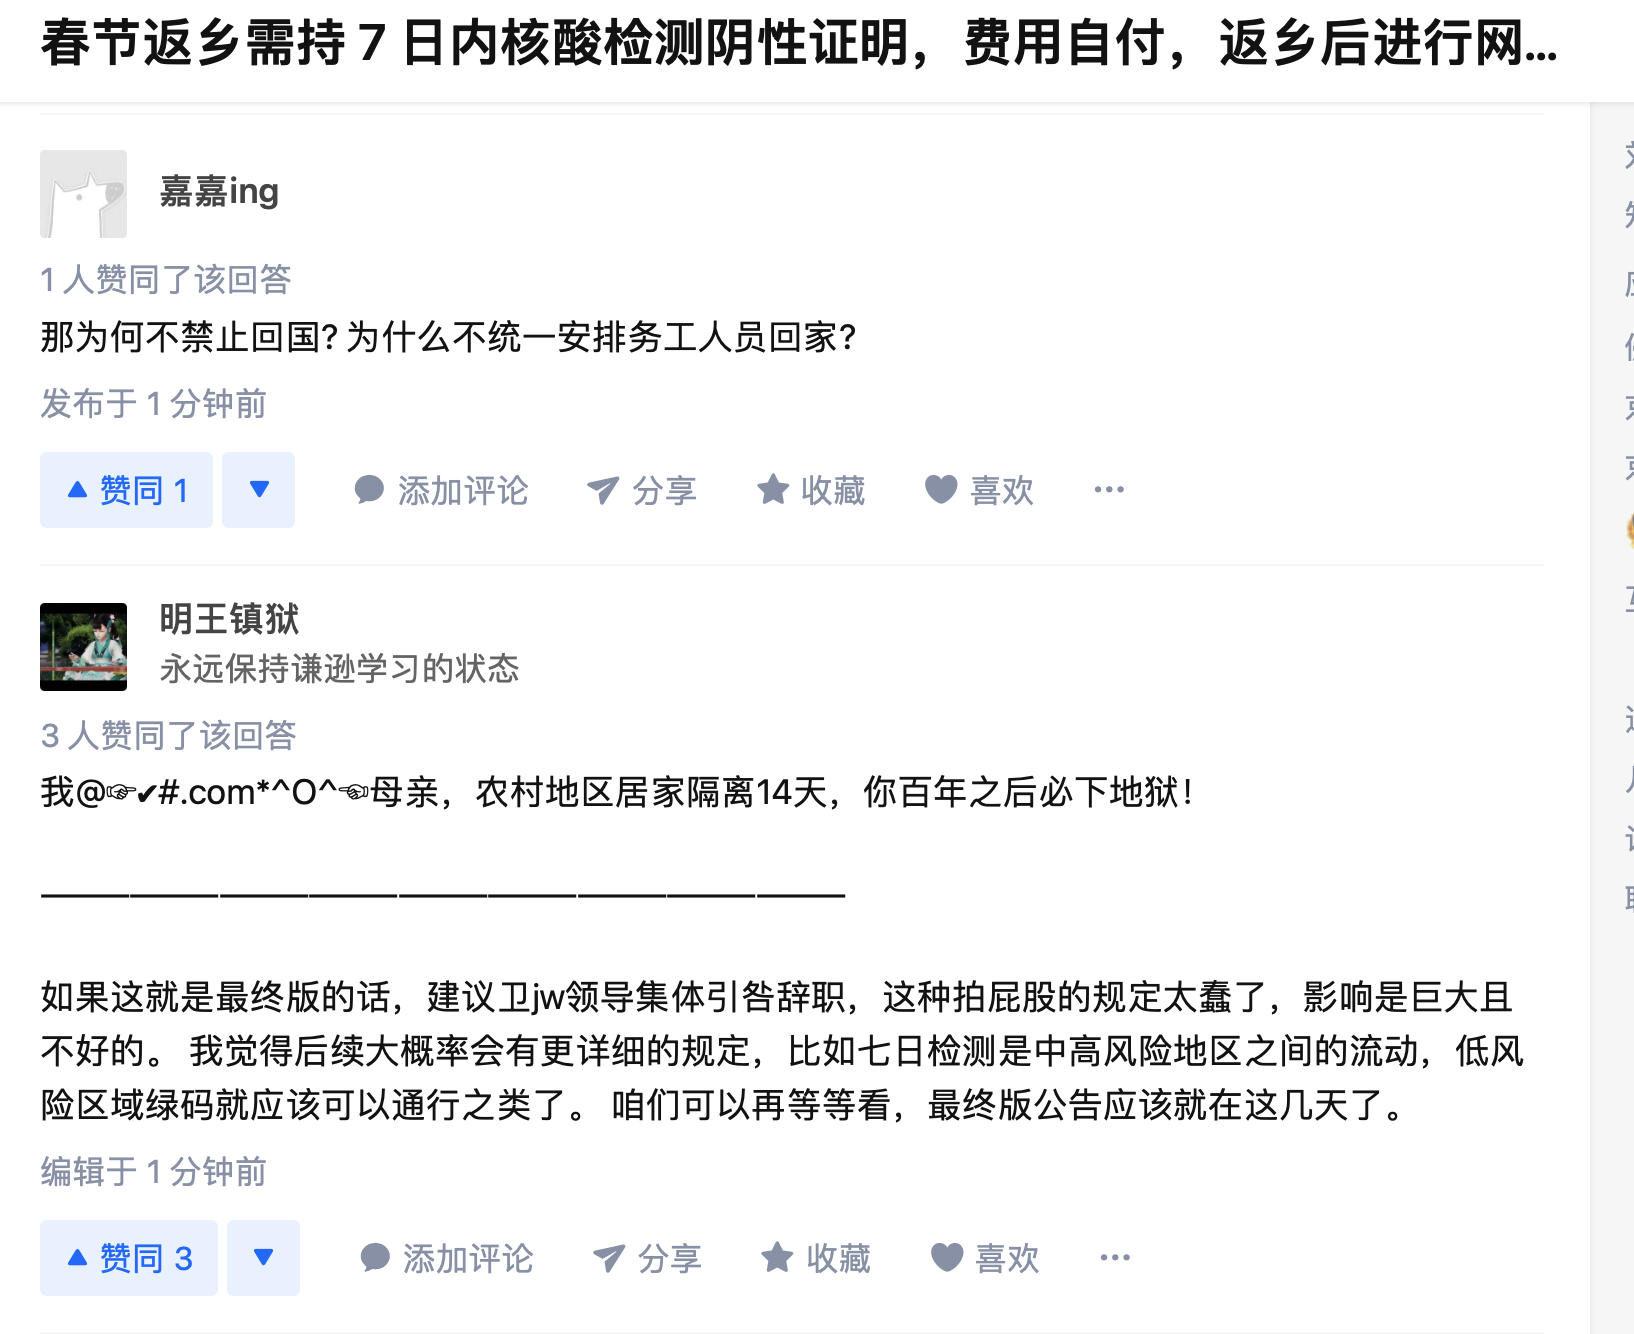 春节返乡需持 7 日内核酸检测阴性证明，费用自付，返乡后进行网...
嘉嘉ing
1 人赞同了该回答
那为何不禁止回国? 为什么不统一安排务工人员回家?
发布于 1 分钟前
赞同 1 添加评论 分享 收藏 喜欢 ...
明王镇狱
永远保持谦逊学习的状态
3 人赞同了该回答
我@☞✔#.com*^O^☜母亲，农村地区居家隔离14天，你百年之后必下地狱！
——————————————————
如果这就是最终版的话，建议卫jw领导集体引咎辞职，这种拍屁股的规定太蠢了，影响是巨大且
不好的。 我觉得后续大概率会有更详细的规定，比如七日检测是中高风险地区之间的流动，低风
险区域绿码就应该可以通行之类了。 咱们可以再等等看，最终版公告应该就在这几天了。
编辑于 1 分钟前
赞同 3 添加评论 分享 收藏 喜欢 ...